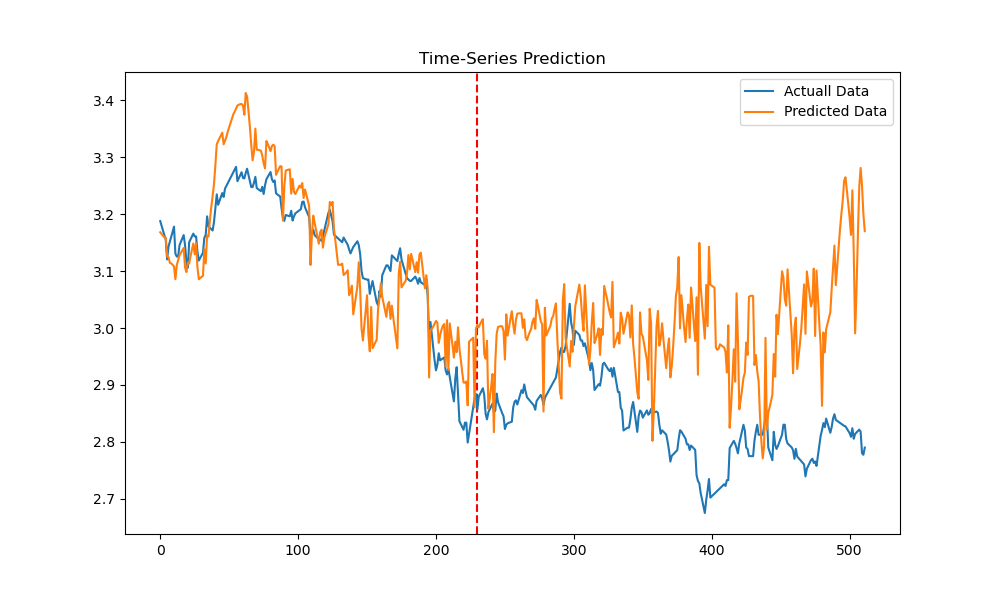 Time-Series Prediction
Actuall Data
Predicted Data
3.4
3.3
3.2
3.1
3.0
2.9
2.8
2.7
0 100 200 300 400 500